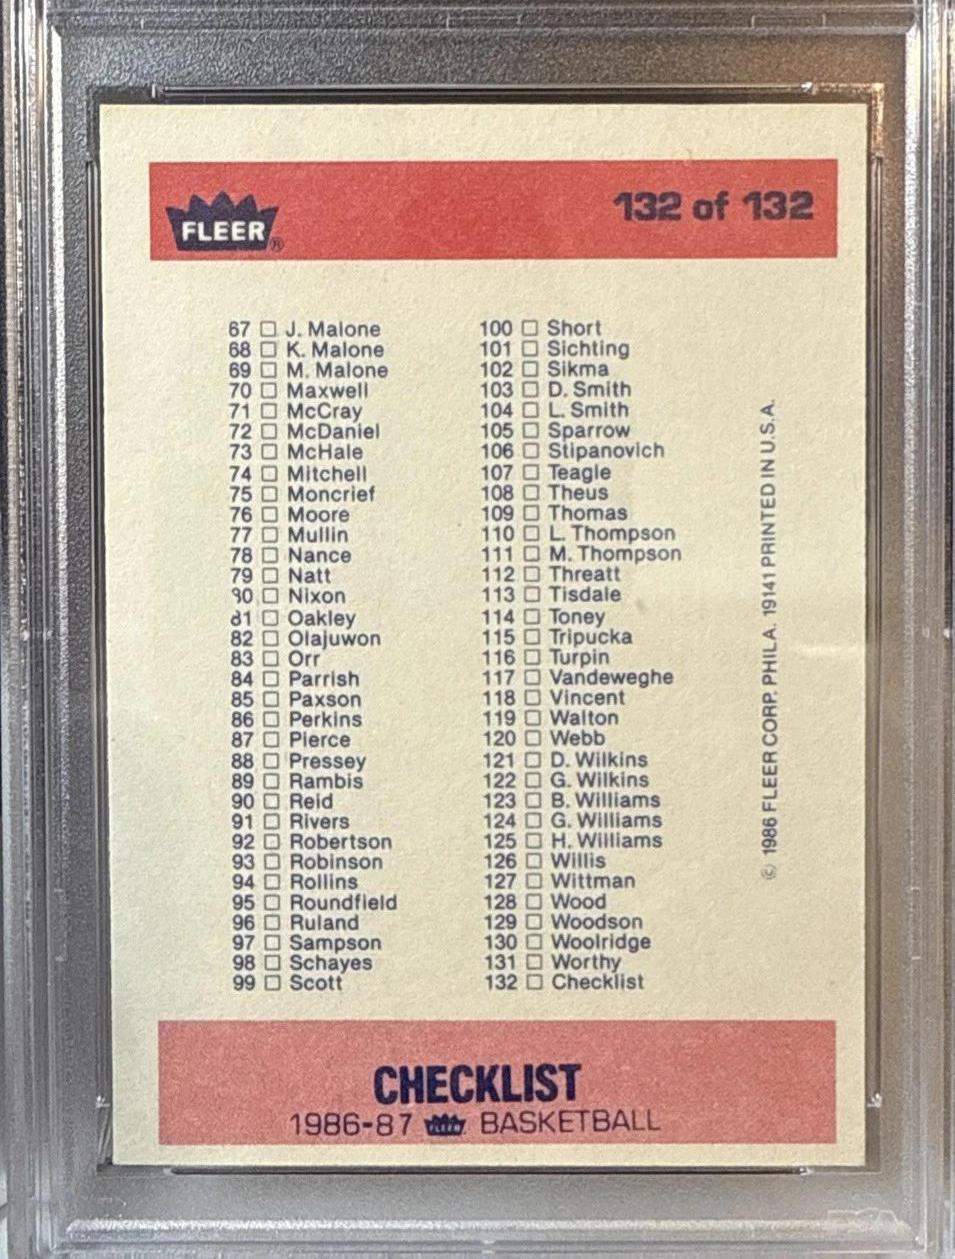 FLEER®
132 of 132
67 □ J. Malone
68 □ K. Malone
69 □ M. Malone
70 □ Maxwell
71 □ McCray
72 □ McDaniel
73 □ McHale
74 □ Mitchell
75 □ Moncrief
76 □ Moore
77 □ Mullin
78 □ Nance
79 □ Natt
80 □ Nixon
81 □ Oakley
82 □ Olajuwon
83 □ Orr
84 □ Parrish
85 □ Paxson
86 □ Perkins
87 □ Pierce
88 □ Pressey
89 □ Rambis
90 □ Reid
91 □ Rivers
92 □ Robertson
93 □ Robinson
94 □ Rollins
95 □ Roundfield
96 □ Ruland
97 □ Sampson
98 □ Schayes
99 □ Scott
100 □ Short
101 □ Sichting
102 □ Sikma
103 □ D. Smith
104 □ L. Smith
105 □ Sparrow
106 □ Stipanovich
107 □ Teagle
108 □ Theus
109 □ Thomas
110 □ L. Thompson
111 □ M. Thompson
112 □ Threatt
113 □ Tisdale
114 □ Toney
115 □ Tripucka
116 □ Turpin
117 □ Vandeweghe
118 □ Vincent
119 □ Walton
120 □ Webb
121 □ D. Wilkins
122 □ G. Wilkins
123 □ B. Williams
124 □ G. Williams
125 □ H. Williams
126 □ Willis
127 □ Wittman
128 □ Wood
129 □ Woodson
130 □ Woolridge
131 □ Worthy
132 □ Checklist
© 1986 FLEER CORP. PHILA. 19141 PRINTED IN U.S.A.
CHECKLIST
1986-87 FLEER BASKETBALL
PSA